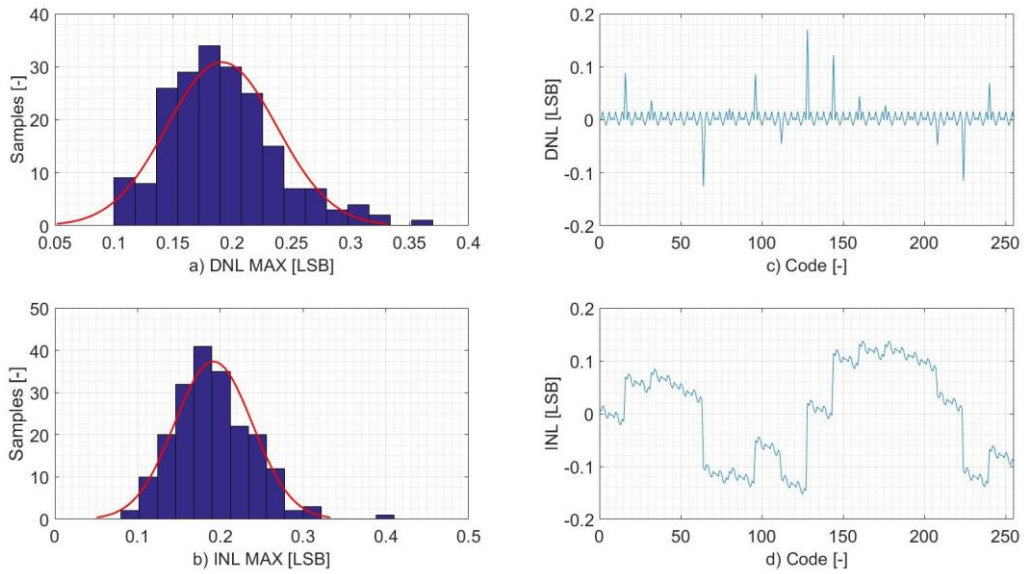 40
30
20
10
0
Samples [-]
0.05 0.1 0.15 0.2 0.25 0.3 0.35 0.4
a) DNL MAX [LSB]
0.2
0.1
0
-0.1
-0.2
DNL [LSB]
0 50 100 150 200 250
c) Code [-]
50
40
30
20
10
0
Samples [-]
0 0.1 0.2 0.3 0.4 0.5
b) INL MAX [LSB]
0.2
0.1
0
-0.1
-0.2
INL [LSB]
0 50 100 150 200 250
d) Code [-]